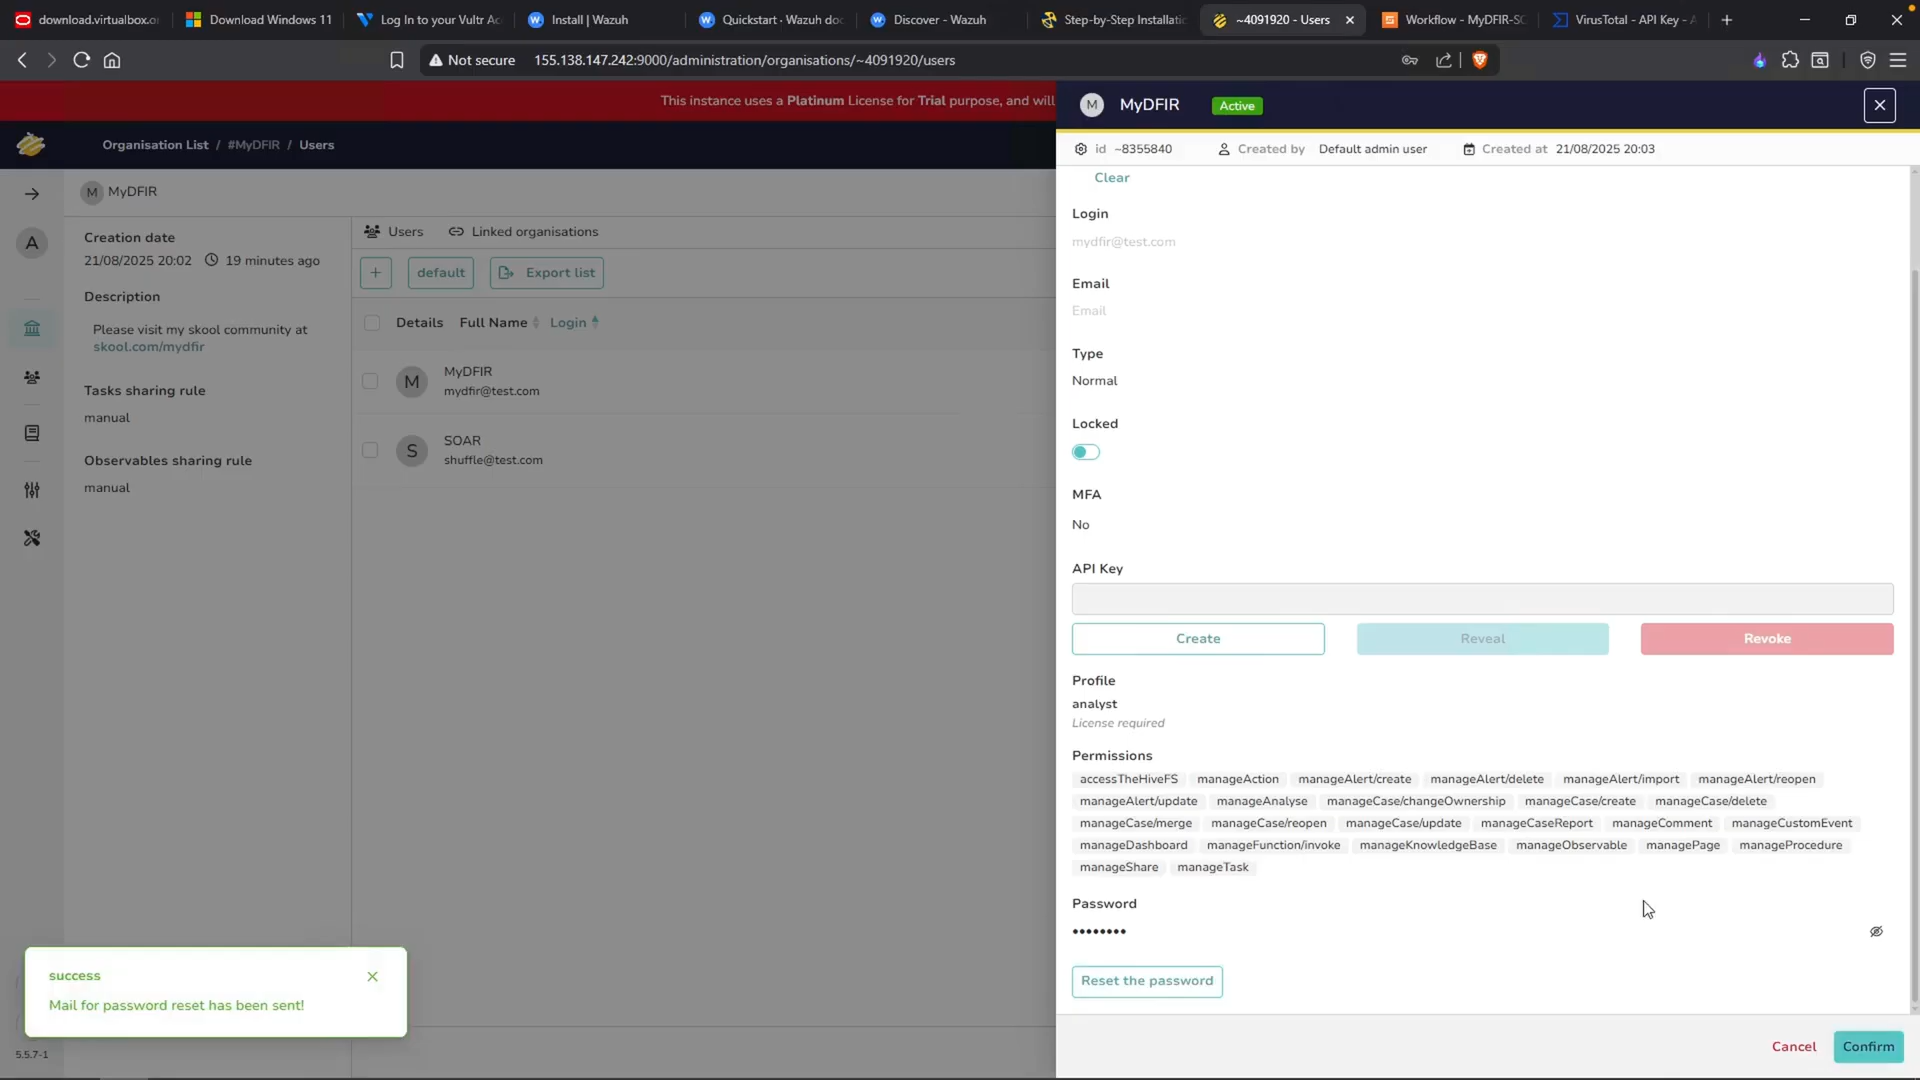 download.virtualbox.or
Download Windows 11
Log In to your Vultr Ac
Install | Wazuh
Quickstart · Wazuh doc
Discover - Wazuh
Step-by-Step Installatic
~4091920 - Users
Workflow - MyDFIR-SO
VirusTotal - API Key - A
Not secure 155.138.147.242:9000/administration/organisations/~4091920/users
This instance uses a Platinum License for Trial purpose, and will
Organisation List / #MyDFIR / Users
A
M MyDFIR
Creation date
21/08/2025 20:02 19 minutes ago
Description
Please visit my skool community at
skool.com/mydfir
Tasks sharing rule
manual
Observables sharing rule
manual
Users Linked organisations
+ default Export list
Details Full Name Login
M MyDFIR
mydfir@test.com
S SOAR
shuffle@test.com
success
Mail for password reset has been sent!
5.5.7-1
M MyDFIR Active
id ~8355840 Created by Default admin user Created at 21/08/2025 20:03
Clear
Login
mydfir@test.com
Email
Email
Type
Normal
Locked
MFA
No
API Key
Create Reveal Revoke
Profile
analyst
License required
Permissions
accessTheHiveFS manageAction manageAlert/create manageAlert/delete manageAlert/import manageAlert/reopen
manageAlert/update manageAnalyse manageCase/changeOwnership manageCase/create manageCase/delete
manageCase/merge manageCase/reopen manageCase/update manageCaseReport manageComment manageCustomEvent
manageDashboard manageFunction/invoke manageKnowledgeBase manageObservable managePage manageProcedure
manageShare manageTask
Password
••••••••
Reset the password
Cancel Confirm